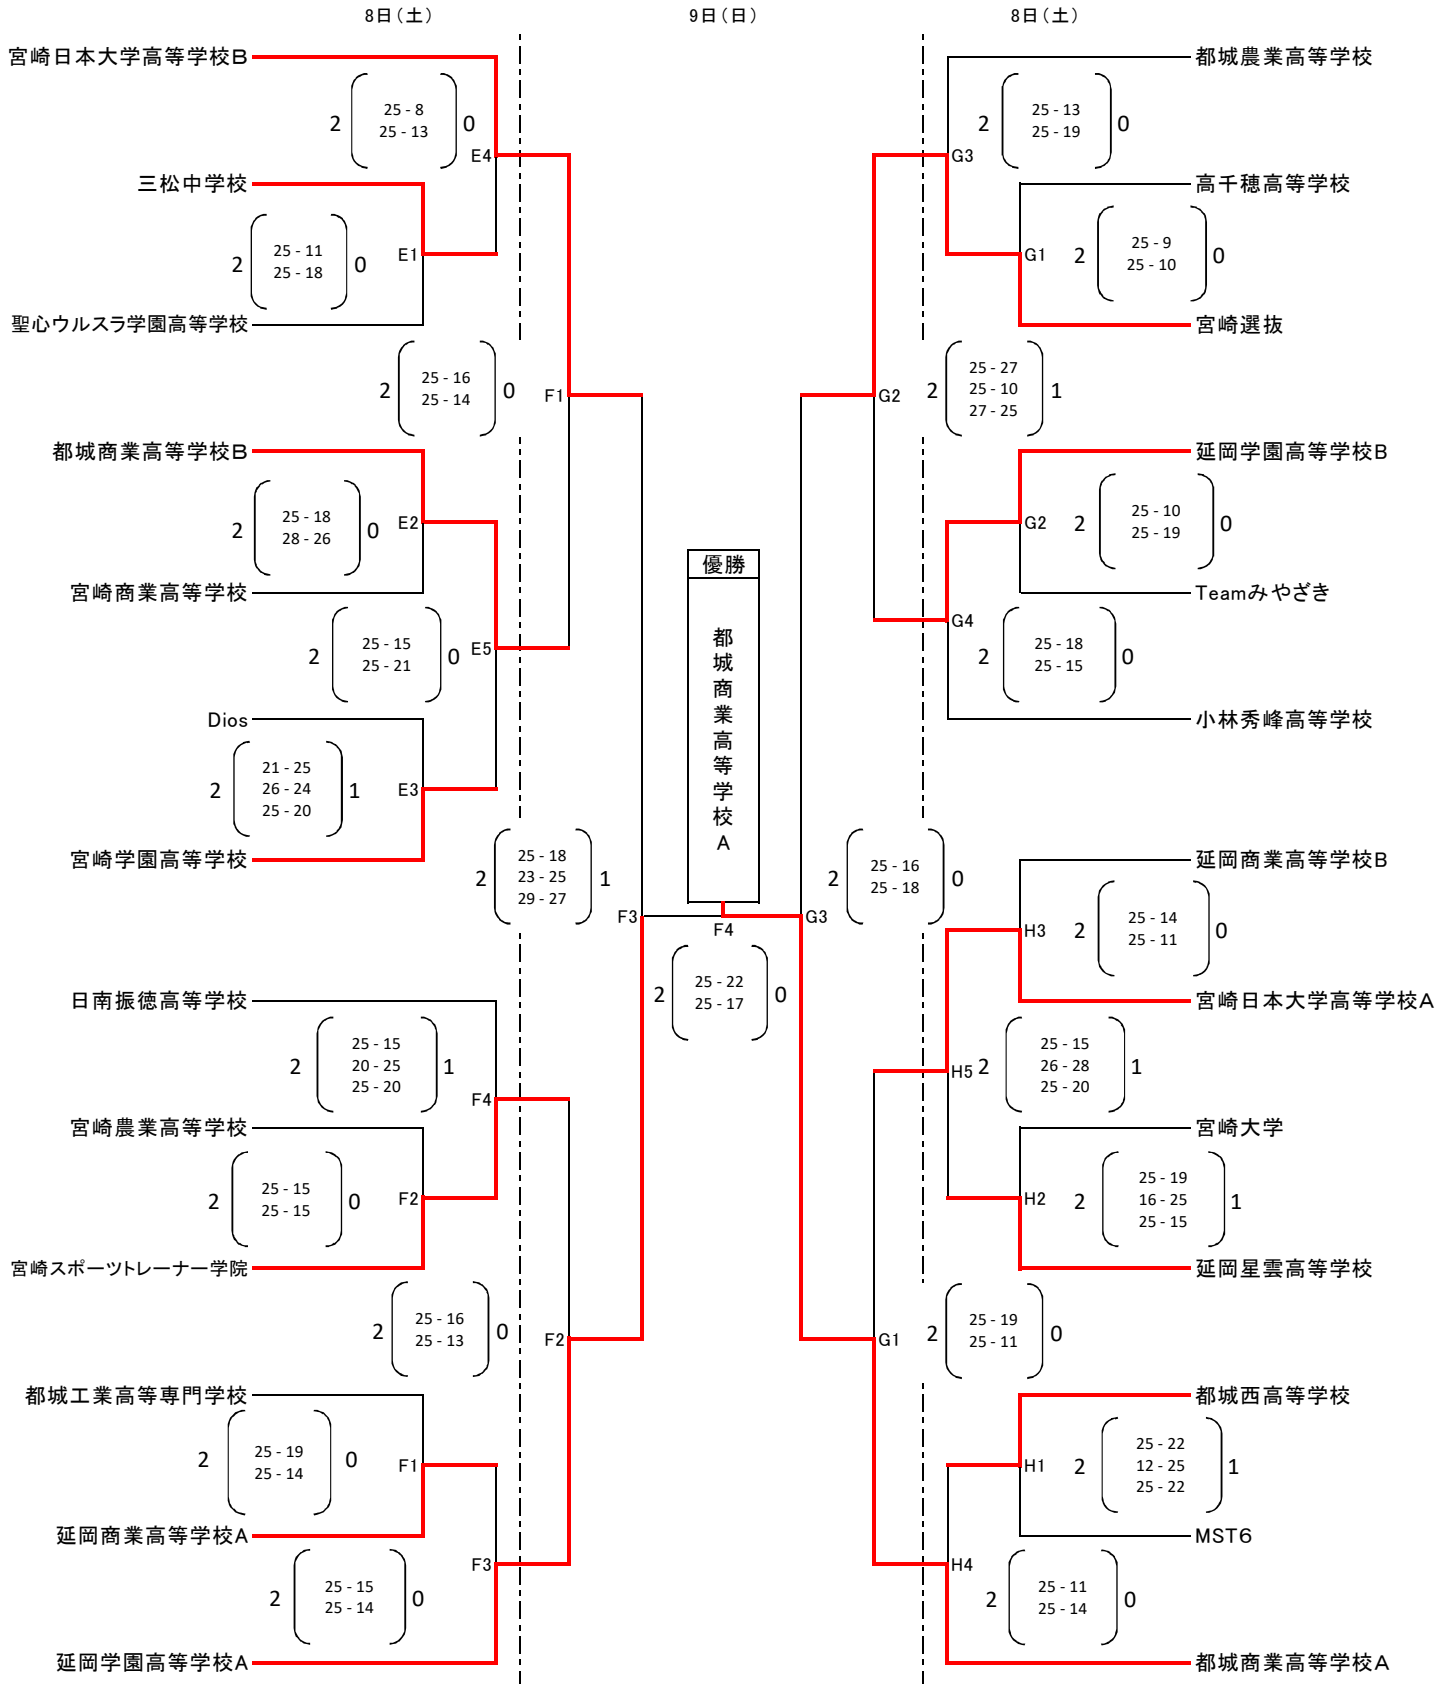 8日(土)
9日(日)
8日(土)
宮崎日本大学高等学校B
2
25 - 8
25 - 13
0
E4
三松中学校
2
25 - 11
25 - 18
0
E1
聖心ウルスラ学園高等学校
2
25 - 16
25 - 14
0
F1
都城商業高等学校B
2
25 - 18
28 - 26
0
E2
宮崎商業高等学校
2
25 - 15
25 - 21
0
E5
Dios
2
21 - 25
26 - 24
25 - 20
1
E3
宮崎学園高等学校
2
25 - 18
23 - 25
29 - 27
1
F3
日南振徳高等学校
2
25 - 15
20 - 25
25 - 20
1
F4
宮崎農業高等学校
2
25 - 15
25 - 15
0
F2
宮崎スポーツトレーナー学院
2
25 - 16
25 - 13
0
F2
都城工業高等専門学校
2
25 - 19
25 - 14
0
F1
延岡商業高等学校A
2
25 - 15
25 - 14
0
F3
延岡学園高等学校A
優勝
都城商業高等学校A
F4
2
25 - 22
25 - 17
0
都城農業高等学校
G3
2
25 - 13
25 - 19
0
高千穂高等学校
G1
2
25 - 9
25 - 10
0
宮崎選抜
G2
2
25 - 27
25 - 10
27 - 25
1
延岡学園高等学校B
G2
2
25 - 10
25 - 19
0
Teamみやざき
G4
2
25 - 18
25 - 15
0
小林秀峰高等学校
G3
2
25 - 16
25 - 18
0
延岡商業高等学校B
H3
2
25 - 14
25 - 11
0
宮崎日本大学高等学校A
H5
2
25 - 15
26 - 28
25 - 20
1
宮崎大学
H2
2
25 - 19
16 - 25
25 - 15
1
延岡星雲高等学校
G1
2
25 - 19
25 - 11
0
都城西高等学校
H1
2
25 - 22
12 - 25
25 - 22
1
MST6
H4
2
25 - 11
25 - 14
0
都城商業高等学校A